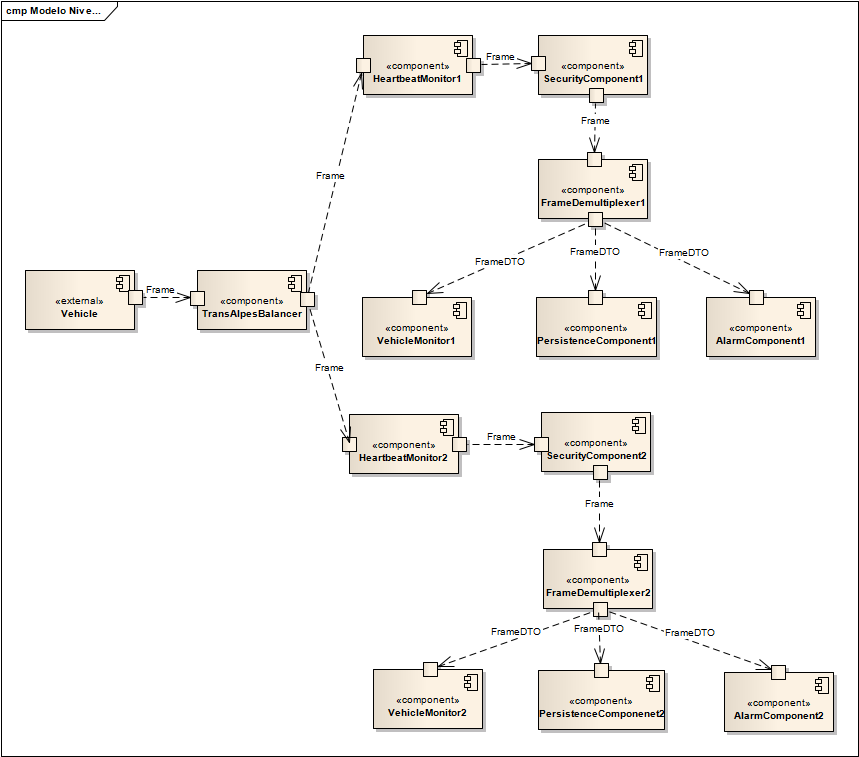 cmp Modelo Nive...
«component»
HeartbeatMonitor1
Frame
«component»
SecurityComponent1
Frame
Frame
«component»
FrameDemultiplexer1
FrameDTO
FrameDTO
FrameDTO
«external»
Vehicle
Frame
«component»
TransAlpesBalancer
«component»
VehicleMonitor1
«component»
PersistenceComponent1
«component»
AlarmComponent1
Frame
«component»
HeartbeatMonitor2
Frame
«component»
SecurityComponent2
Frame
«component»
FrameDemultiplexer2
FrameDTO
FrameDTO
FrameDTO
«component»
VehicleMonitor2
«component»
PersistenceComponenet2
«component»
AlarmComponent2